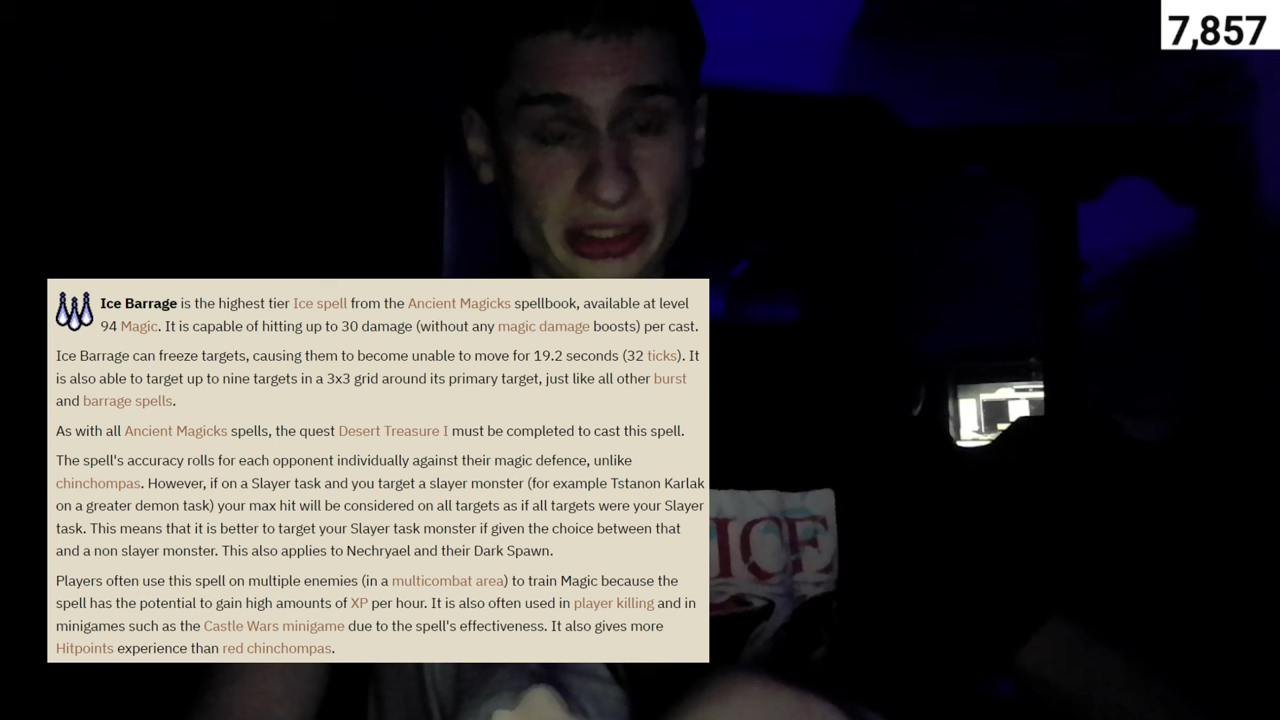 7,857
Ice Barrage is the highest tier Ice spell from the Ancient Magicks spellbook, available at level
94 Magic. It is capable of hitting up to 30 damage (without any magic damage boosts) per cast.
Ice Barrage can freeze targets, causing them to become unable to move for 19.2 seconds (32 ticks). It
is also able to target up to nine targets in a 3x3 grid around its primary target, just like all other burst
and barrage spells.
As with all Ancient Magicks spells, the quest Desert Treasure I must be completed to cast this spell.
The spell's accuracy rolls for each opponent individually against their magic defence, unlike
chinchompas. However, if on a Slayer task and you target a slayer monster (for example Tstanon Karlak
on a greater demon task) your max hit will be considered on all targets as if all targets were your Slayer
task. This means that it is better to target your Slayer task monster if given the choice between that
and a non slayer monster. This also applies to Nechryael and their Dark Spawn.
Players often use this spell on multiple enemies (in a multicombat area) to train Magic because the
spell has the potential to gain high amounts of XP per hour. It is also often used in player killing and in
minigames such as the Castle Wars minigame due to the spell's effectiveness. It also gives more
Hitpoints experience than red chinchompas.
ICE